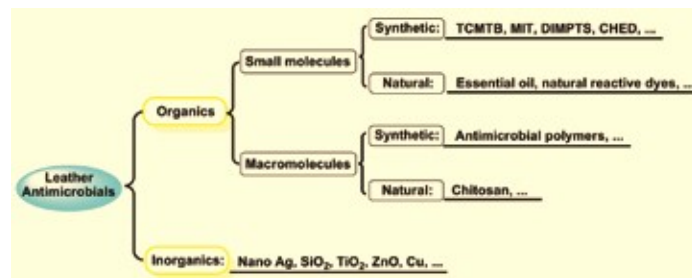 Synthetic: TCMTB, MIT, DIMPTS, CHED, ...
Small molecules
Natural: Essential oil, natural reactive dyes, ...
Organics
Synthetic: Antimicrobial polymers, ...
Macromolecules
Natural: Chitosan, ...
Leather
Antimicrobials
Inorganics: Nano Ag, SiO₂, TiO₂, ZnO, Cu, ...